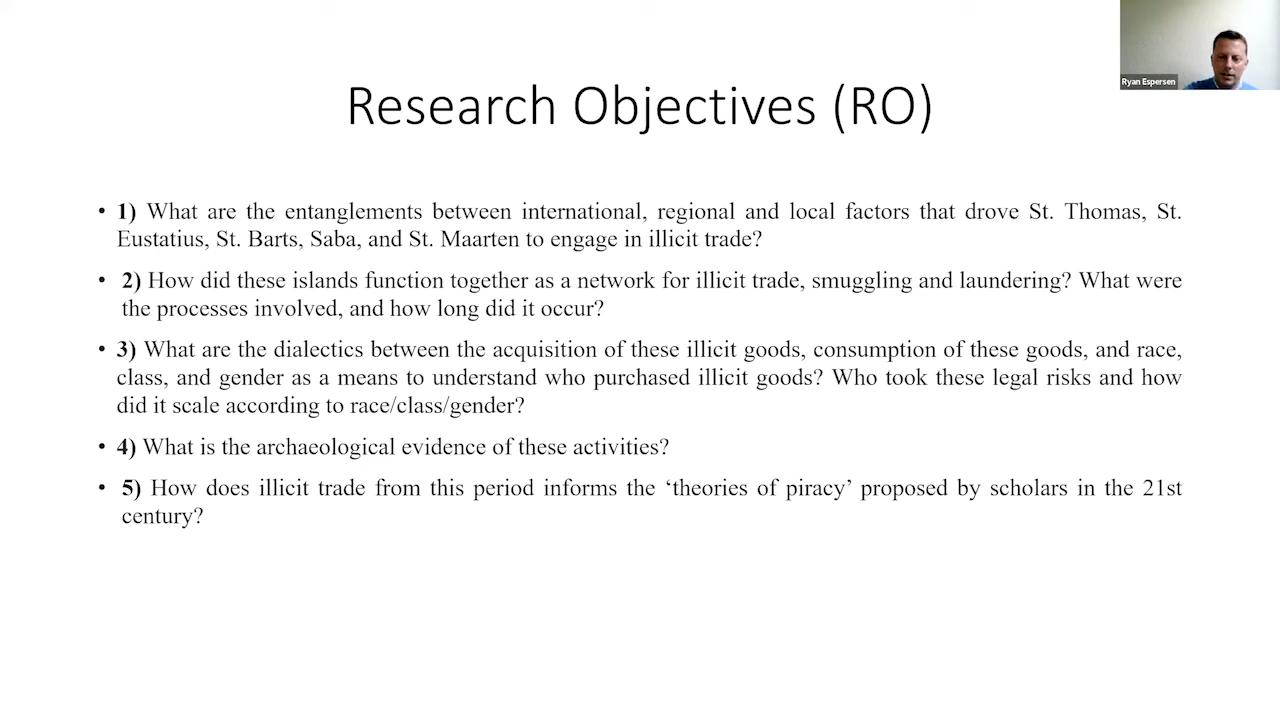 Ryan Espersen
Research Objectives (RO)
• 1) What are the entanglements between international, regional and local factors that drove St. Thomas, St.
Eustatius, St. Barts, Saba, and St. Maarten to engage in illicit trade?
• 2) How did these islands function together as a network for illicit trade, smuggling and laundering? What were
the processes involved, and how long did it occur?
• 3) What are the dialectics between the acquisition of these illicit goods, consumption of these goods, and race,
class, and gender as a means to understand who purchased illicit goods? Who took these legal risks and how
did it scale according to race/class/gender?
• 4) What is the archaeological evidence of these activities?
• 5) How does illicit trade from this period informs the ‘theories of piracy’ proposed by scholars in the 21st
century?